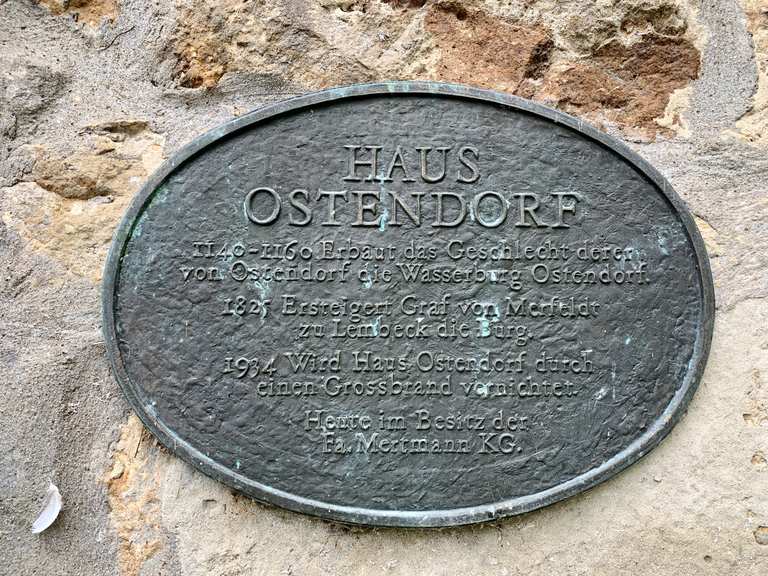 HAUS
OSTENDORF
1140-1160 Erbaut das Geschlecht derer
von Ostendorf die Wasserburg Ostendorf.
1825 Ersteigert Graf von Merfeldt
zu Lembeck die Burg.
1934 Wird Haus Ostendorf durch
einen Grossbrand vernichtet.
Heute im Besitz der
Fa. Mertmann KG.